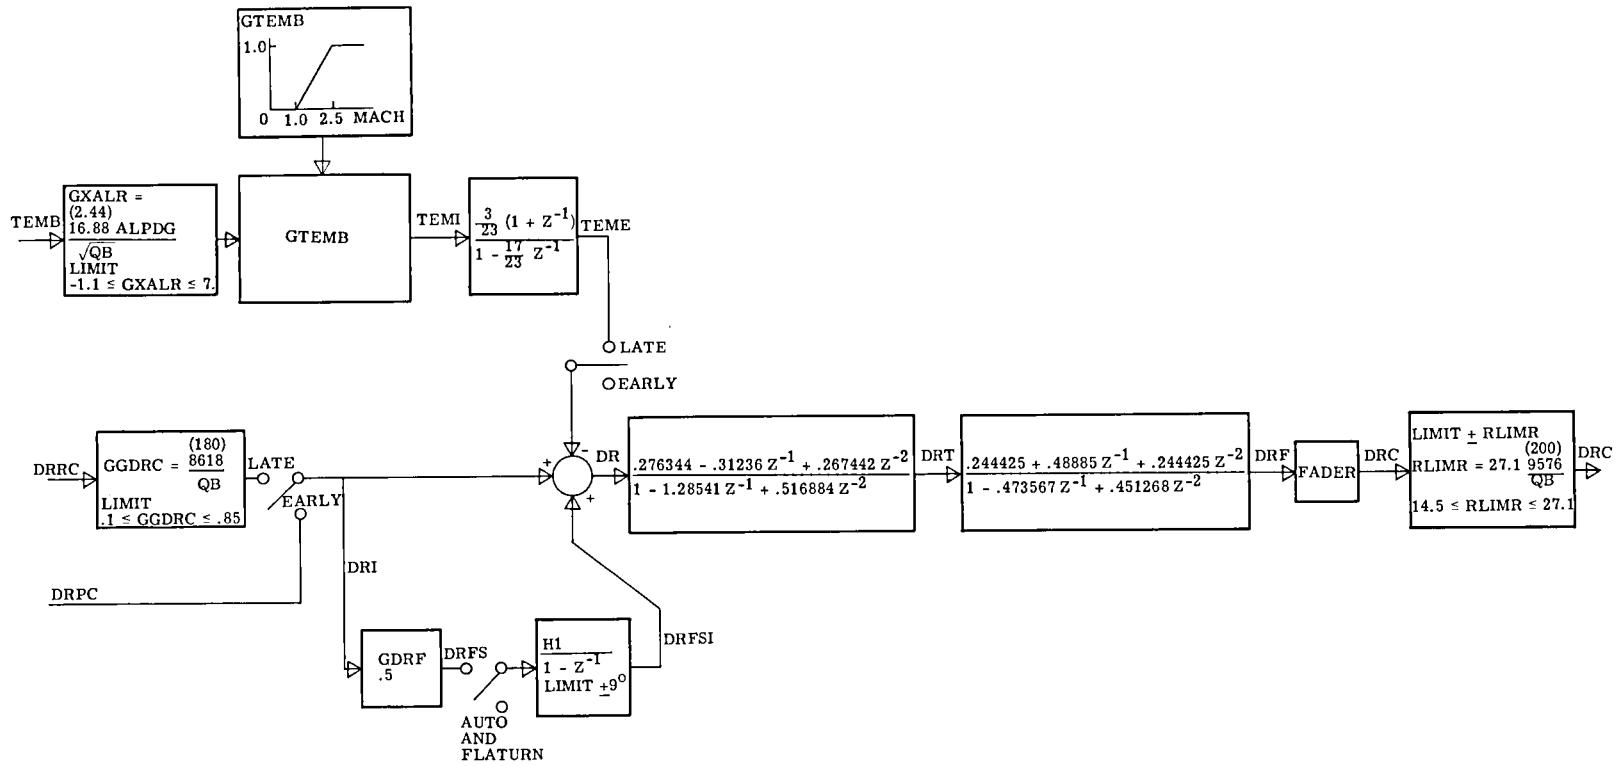 GTEMB
1.0
0 1.0 2.5 MACH
TEMB
GXALR =
(2.44)
16.88 ALPDG
√QB
LIMIT
-1.1 ≤ GXALR ≤ 7.
GTEMB
TEMI
3/23 (1 + Z⁻¹)
1 - 17/23 Z⁻¹
TEME
LATE
EARLY
DRRC
GGDRC = (180) 8618
QB
LIMIT
.1 ≤ GGDRC ≤ .85
LATE
EARLY
DRPC
DRI
+
-
+
DR
.276344 - .31236 Z⁻¹ + .267442 Z⁻²
1 - 1.28541 Z⁻¹ + .516884 Z⁻²
DRT
.244425 + .48885 Z⁻¹ + .244425 Z⁻²
1 - .473567 Z⁻¹ + .451268 Z⁻²
DRF
FADER
DRC
LIMIT ± RLIMR
(200)
RLIMR = 27.1 9576
QB
14.5 ≤ RLIMR ≤ 27.1
DRC
GDRF
.5
DRFS
AUTO
AND
FLATURN
H1
1 - Z⁻¹
LIMIT ±9°
DRFSI